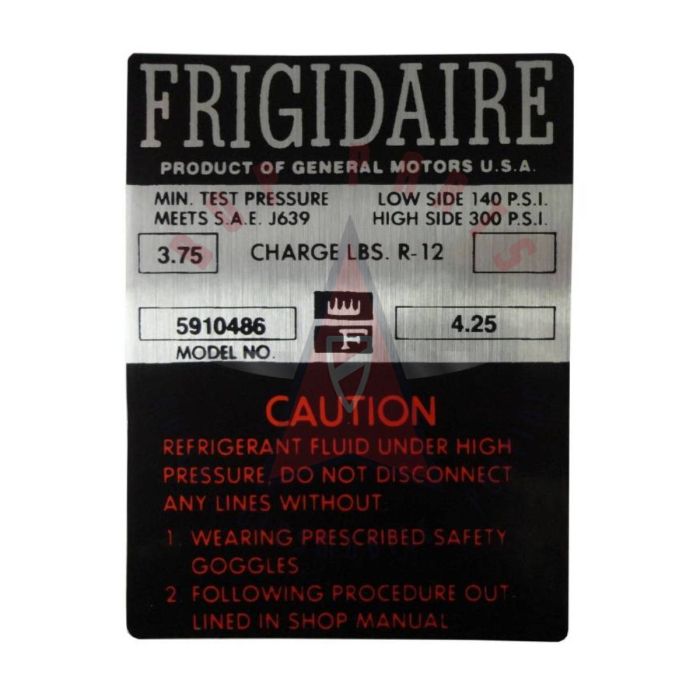 FRIGIDAIRE
PRODUCT OF GENERAL MOTORS U.S.A.
MIN. TEST PRESSURE LOW SIDE 140 P.S.I.
MEETS S.A.E. J639 HIGH SIDE 300 P.S.I.
3.75 CHARGE LBS. R-12
5910486 F 4.25
MODEL NO.
CAUTION
REFRIGERANT FLUID UNDER HIGH
PRESSURE, DO NOT DISCONNECT
ANY LINES WITHOUT
1. WEARING PRESCRIBED SAFETY
GOGGLES
2. FOLLOWING PROCEDURE OUT-
LINED IN SHOP MANUAL